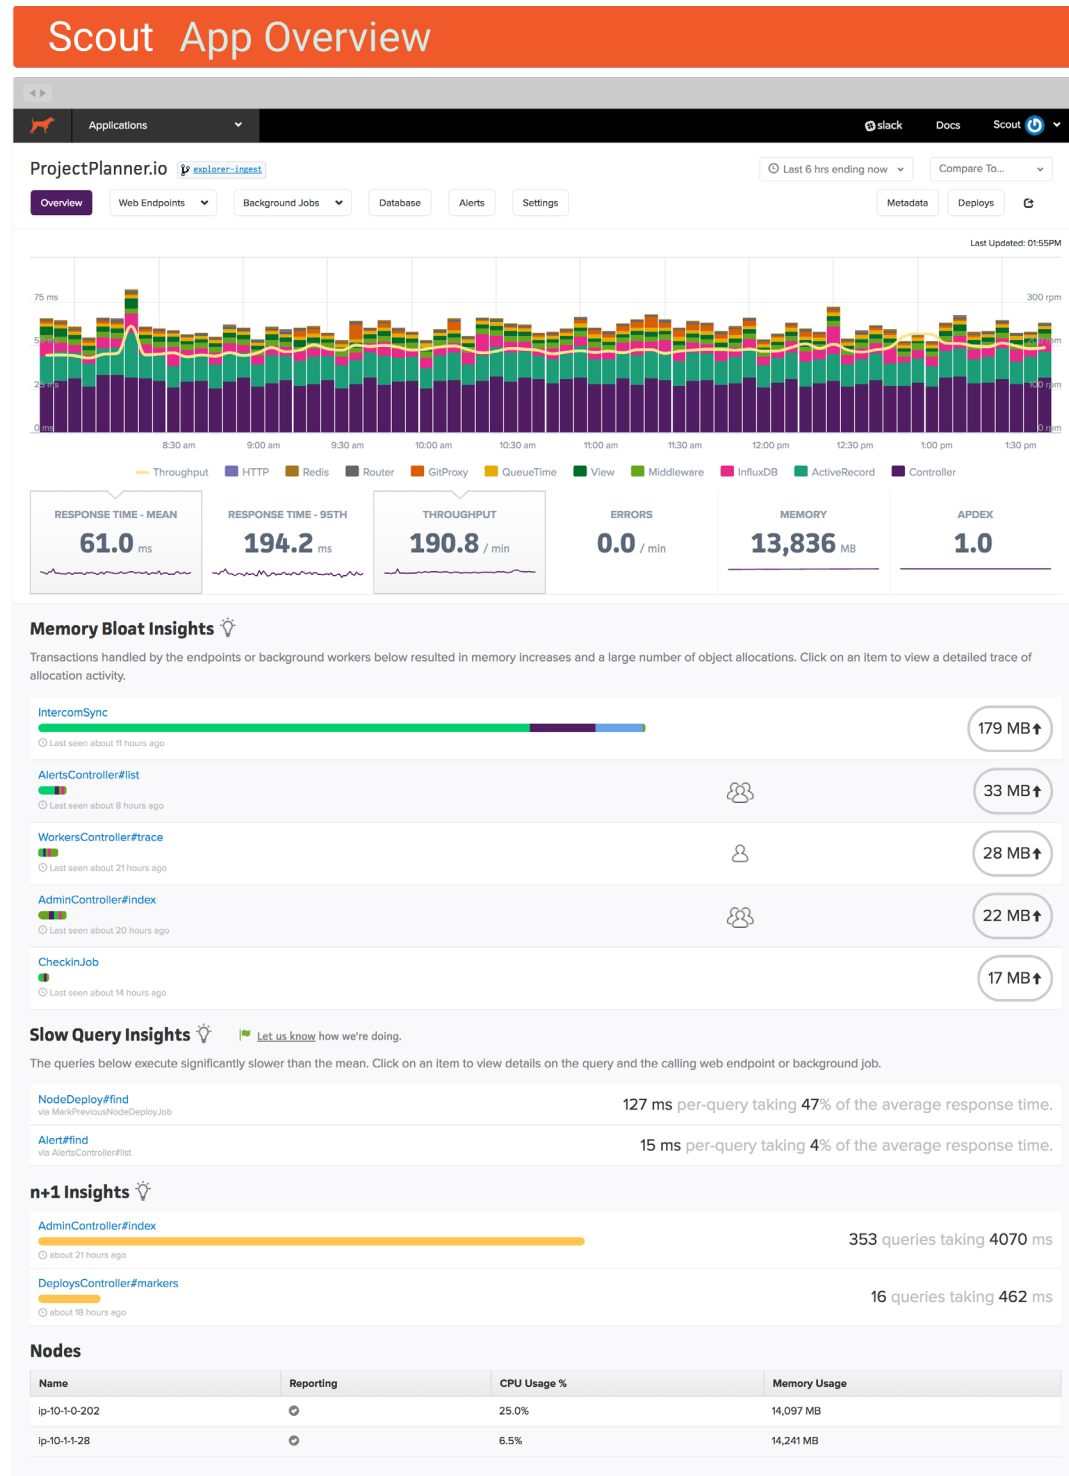 Scout App Overview
Applications
slack Docs Scout
ProjectPlanner.io explorer-ingest
Last 6 hrs ending now Compare To...
Overview Web Endpoints Background Jobs Database Alerts Settings Metadata Deploys
Last Updated: 01:55PM
75 ms 300 rpm
200 rpm
25 ms 100 rpm
0 ms 0 rpm
8:30 am 9:00 am 9:30 am 10:00 am 10:30 am 11:00 am 11:30 am 12:00 pm 12:30 pm 1:00 pm 1:30 pm
Throughput HTTP Redis Router GitProxy QueueTime View Middleware InfluxDB ActiveRecord Controller
RESPONSE TIME - MEAN RESPONSE TIME - 95TH THROUGHPUT ERRORS MEMORY APDEX
61.0 ms 194.2 ms 190.8 / min 0.0 / min 13,836 MB 1.0
Memory Bloat Insights
Transactions handled by the endpoints or background workers below resulted in memory increases and a large number of object allocations. Click on an item to view a detailed trace of
allocation activity.
IntercomSync
179 MB
Last seen about 11 hours ago
AlertsController#list
33 MB
Last seen about 8 hours ago
WorkersController#trace
28 MB
Last seen about 21 hours ago
AdminController#index
22 MB
Last seen about 20 hours ago
CheckinJob
17 MB
Last seen about 14 hours ago
Slow Query Insights Let us know how we're doing.
The queries below execute significantly slower than the mean. Click on an item to view details on the query and the calling web endpoint or background job.
NodeDeploy#find
127 ms per-query taking 47% of the average response time.
via MarkPreviousNodeDeployJob
Alert#find
15 ms per-query taking 4% of the average response time.
via AlertsController#list
n+1 Insights
AdminController#index
353 queries taking 4070 ms
about 21 hours ago
DeploysController#markers
16 queries taking 462 ms
about 18 hours ago
Nodes
Name Reporting CPU Usage % Memory Usage
ip-10-1-0-202 25.0% 14,097 MB
ip-10-1-1-28 6.5% 14,241 MB